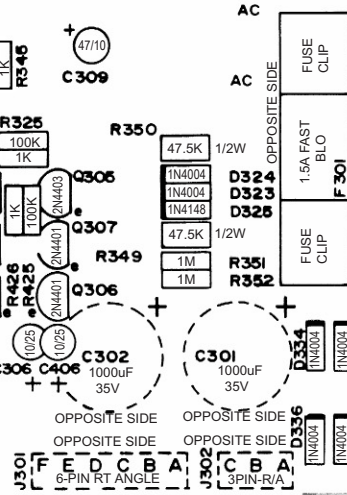 AC
47/10
C309
1K
R345
AC
FUSE CLIP
OPPOSITE SIDE
R325
100K
1K
R350
47.5K 1/2W
1.5A FAST BLO
F301
Q305
2N4403
1N4004 D324
1N4004 D323
1N4148 D325
1K
100K
e
Q307
2N4401
47.5K 1/2W
FUSE CLIP
R349
e
1M R351
1M R352
R426
R425
e
e
Q306
2N4401
+
+
10/25
10/25
C306 C406
+ +
C302
1000uF
35V
C301
1000uF
35V
D334
1N4004
1N4004
OPPOSITE SIDE OPPOSITE SIDE
OPPOSITE SIDE OPPOSITE SIDE
D336
1N4004
1N4004
J301
F E D C B A
6-PIN RT ANGLE
J302
C B A
3PIN-R/A